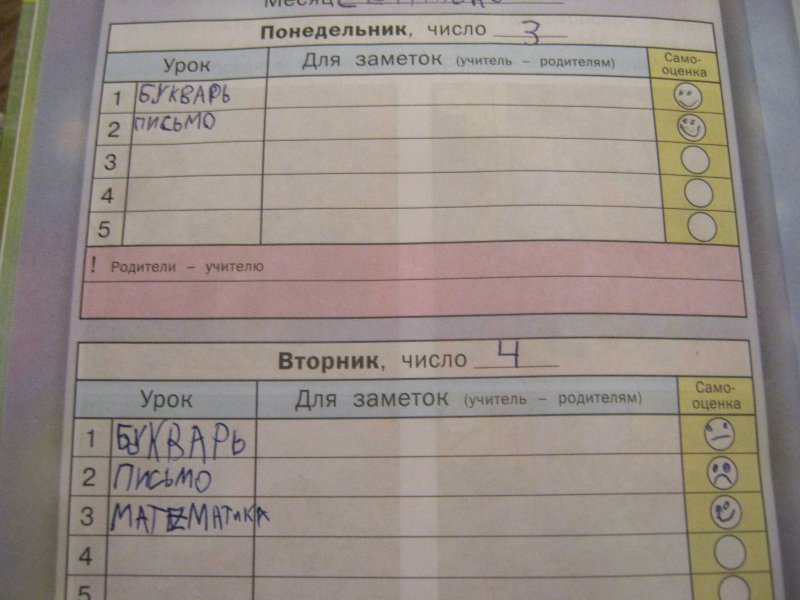 Месяц
Понедельник, число 3
Урок Для заметок (учитель – родителям) Само-оценка
1 БУКВАРЬ
2 ПИСЬМО
3
4
5
! Родители – учителю
Вторник, число 4
Урок Для заметок (учитель – родителям) Само-оценка
1 БУКВАРЬ
2 ПИСЬМО
3 МАТЕМАТИКА
4
5